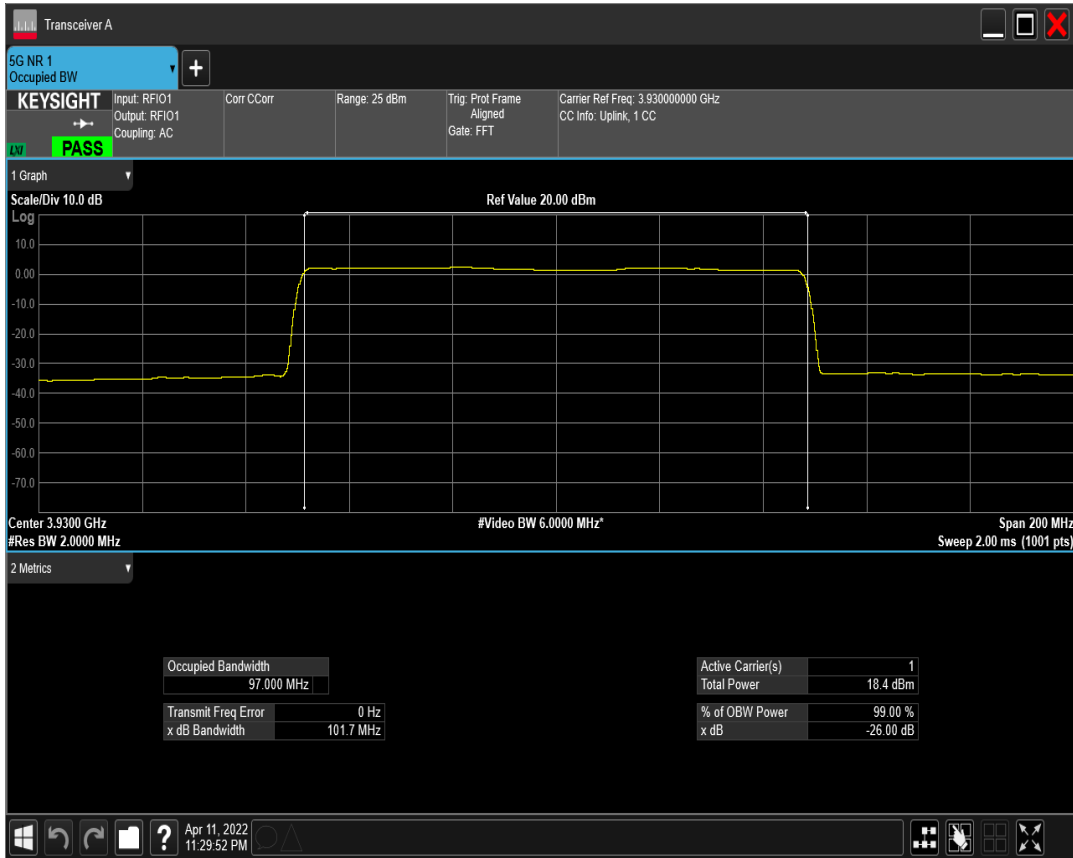 Transceiver A
5G NR 1
Occupied BW
+
KEYSIGHT
LXI
PASS
Input: RFIO1
Output: RFIO1
Coupling: AC
Corr CCorr
Range: 25 dBm
Trig: Prot Frame
Aligned
Gate: FFT
Carrier Ref Freq: 3.930000000 GHz
CC Info: Uplink, 1 CC
1 Graph
Scale/Div 10.0 dB
Ref Value 20.00 dBm
Log
10.0
0.00
-10.0
-20.0
-30.0
-40.0
-50.0
-60.0
-70.0
Center 3.9300 GHz
#Video BW 6.0000 MHz*
Span 200 MHz
#Res BW 2.0000 MHz
Sweep 2.00 ms (1001 pts)
2 Metrics
Occupied Bandwidth
97.000 MHz
Transmit Freq Error 0 Hz
x dB Bandwidth 101.7 MHz
Active Carrier(s) 1
Total Power 18.4 dBm
% of OBW Power 99.00 %
x dB -26.00 dB
?
Apr 11, 2022
11:29:52 PM